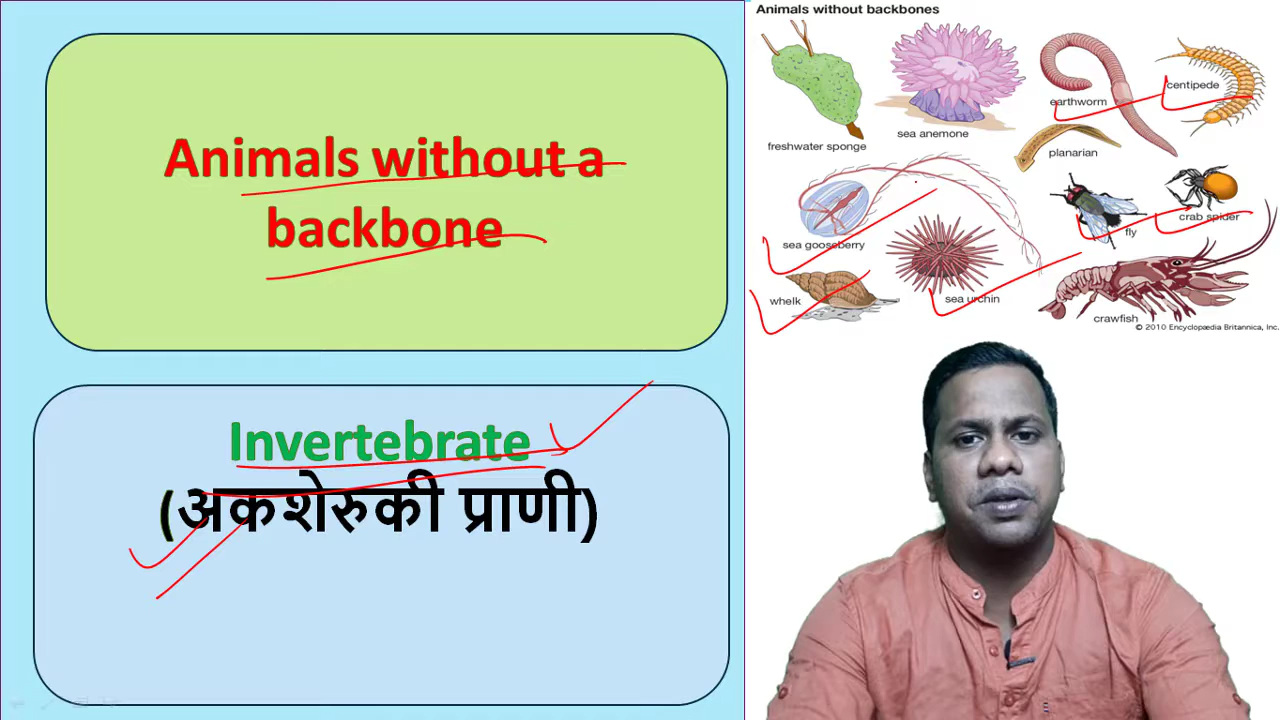 Animals without a
backbone
Invertebrate
(अकशेरुकी प्राणी)
Animals without backbones
freshwater sponge
sea anemone
earthworm
centipede
planarian
sea gooseberry
fly
crab spider
whelk
sea urchin
crawfish
© 2010 Encyclopædia Britannica, Inc.